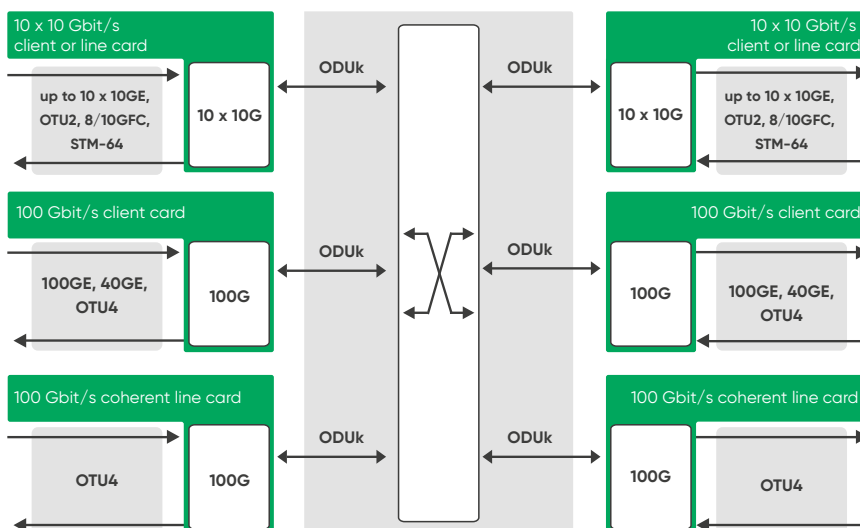 10 x 10 Gbit/s
client or line card
up to 10 x 10GE,
OTU2, 8/10GFC,
STM-64
10 x 10G
ODUk
ODUk
10 x 10 Gbit/s
client or line card
10 x 10G
up to 10 x 10GE,
OTU2, 8/10GFC,
STM-64
100 Gbit/s client card
100GE, 40GE,
OTU4
100G
ODUk
ODUk
100 Gbit/s client card
100G
100GE, 40GE,
OTU4
100 Gbit/s coherent line card
OTU4
100G
ODUk
ODUk
100 Gbit/s coherent line card
100G
OTU4